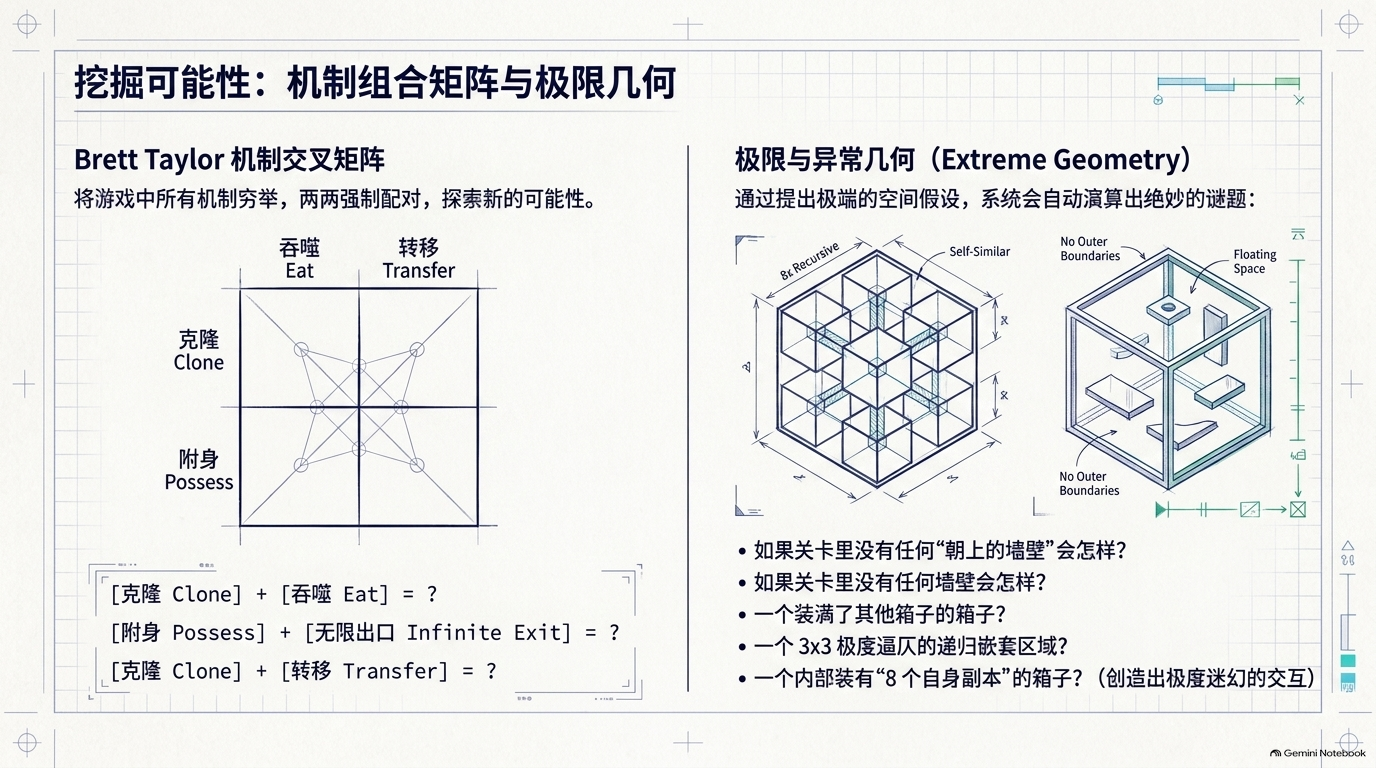 挖掘可能性：机制组合矩阵与极限几何
Brett Taylor 机制交叉矩阵
将游戏中所有机制穷举，两两强制配对，探索新的可能性。
吞噬
Eat
转移
Transfer
克隆
Clone
附身
Possess
[克隆 Clone] + [吞噬 Eat] = ?
[附身 Possess] + [无限出口 Infinite Exit] = ?
[克隆 Clone] + [转移 Transfer] = ?
极限与异常几何（Extreme Geometry）
通过提出极端的空间假设，系统会自动演算出绝妙的谜题：
8x Recursive
Self-Similar
No Outer
Boundaries
Floating
Space
No Outer
Boundaries
• 如果关卡里没有任何“朝上的墙壁”会怎样？
• 如果关卡里没有任何墙壁会怎样？
• 一个装满了其他箱子的箱子？
• 一个 3x3 极度逼仄的递归嵌套区域？
• 一个内部装有“8 个自身副本”的箱子？（创造出极度迷幻的交互）
Gemini Notebook